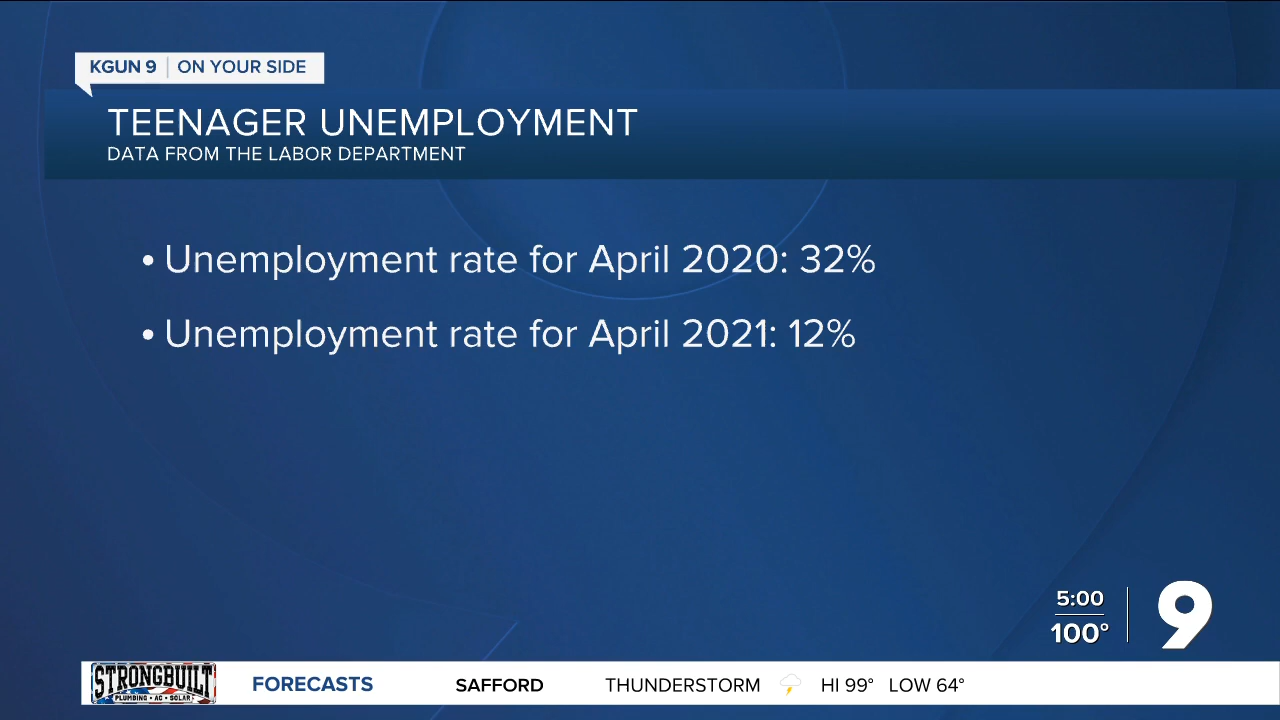 KGUN 9 | ON YOUR SIDE
TEENAGER UNEMPLOYMENT
DATA FROM THE LABOR DEPARTMENT
• Unemployment rate for April 2020: 32%
• Unemployment rate for April 2021: 12%
5:00
100°
9
STRONGBUILT
PLUMBING • AC • SOLAR
FORECASTS SAFFORD THUNDERSTORM HI 99° LOW 64°